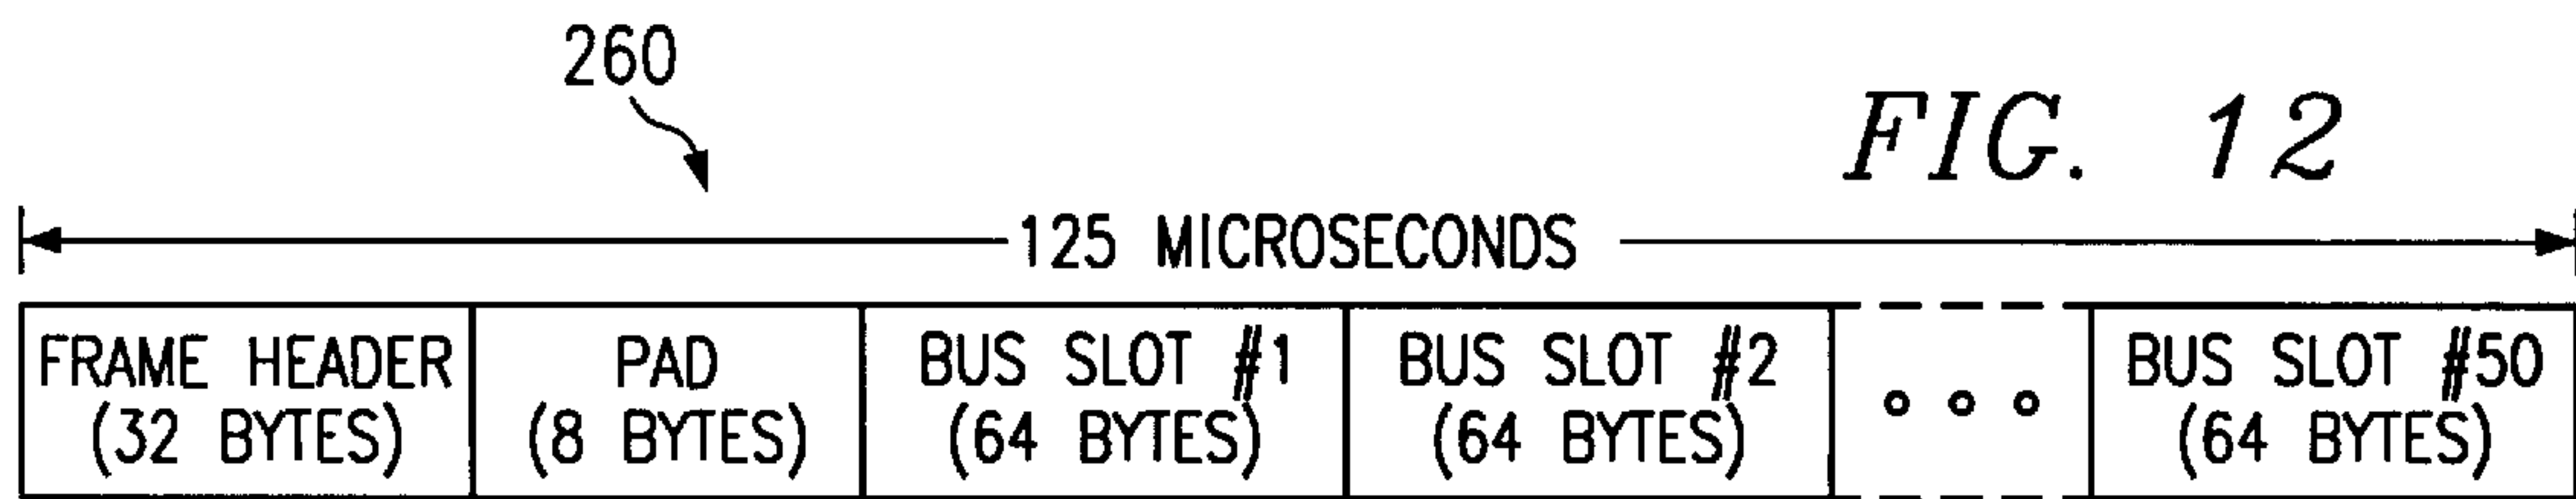 260
FIG. 12
125 MICROSECONDS
FRAME HEADER
(32 BYTES)
PAD
(8 BYTES)
BUS SLOT #1
(64 BYTES)
BUS SLOT #2
(64 BYTES)
BUS SLOT #50
(64 BYTES)